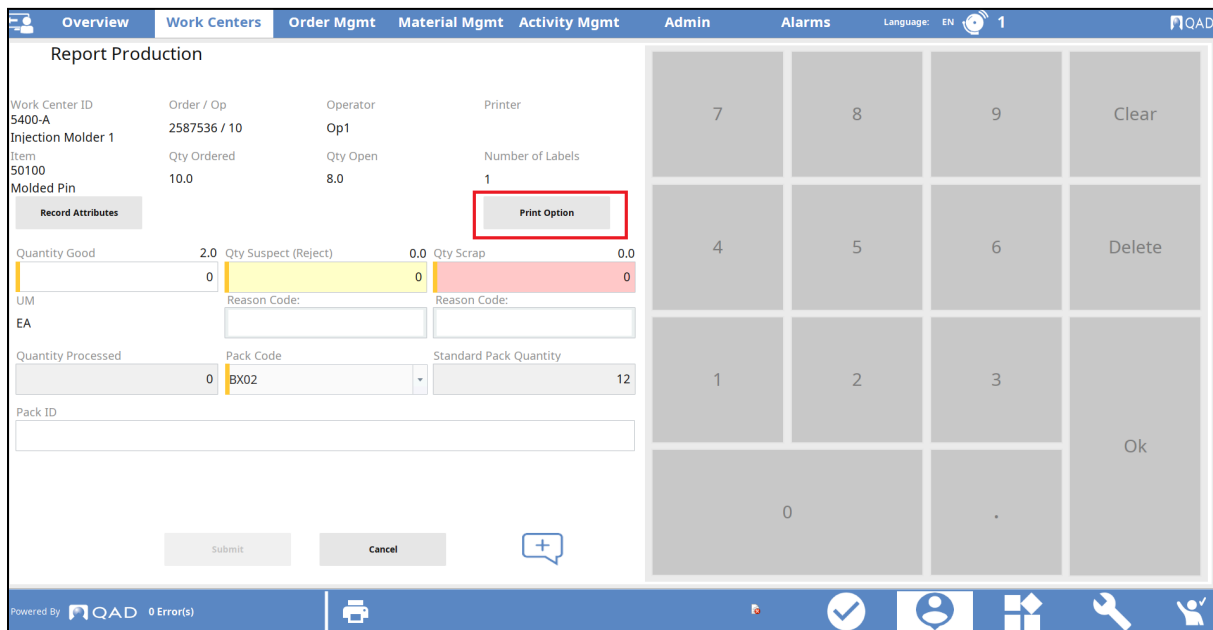 Overview Work Centers Order Mgmt Material Mgmt Activity Mgmt Admin Alarms Language: EN 1 QAD
Report Production
Work Center ID Order / Op Operator Printer
5400-A
Injection Molder 1 2587536 / 10 Op1
Item Qty Ordered Qty Open Number of Labels
50100
Molded Pin 10.0 8.0 1
Record Attributes Print Option
Quantity Good 2.0 Qty Suspect (Reject) 0.0 Qty Scrap 0.0
0 0 0
UM Reason Code: Reason Code:
EA
Quantity Processed Pack Code Standard Pack Quantity
0 BX02 12
Pack ID
Submit Cancel
7 8 9 Clear
4 5 6 Delete
1 2 3
Ok
0 .
Powered By QAD 0 Error(s)